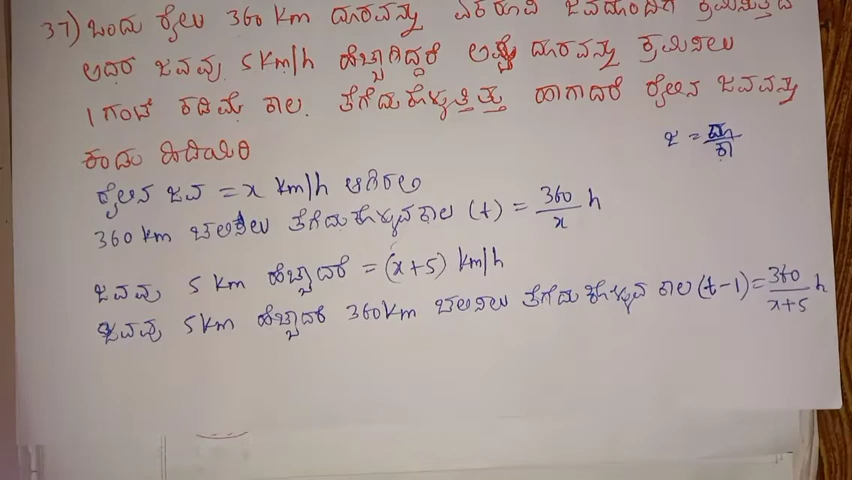 37) ಒಂದು ರೈಲು 360 km ದೂರವನ್ನು ಏಕರೂಪ ಜವದೊಂದಿಗೆ ಕ್ರಮಿಸುತ್ತದೆ
ಅದರ ಜವವು 5 km/h ಹೆಚ್ಚಾಗಿದ್ದರೆ ಅಷ್ಟೇ ದೂರವನ್ನು ಕ್ರಮಿಸಲು
1 ಗಂಟೆ ಕಡಿಮೆ ಕಾಲ ತೆಗೆದುಕೊಳ್ಳುತ್ತಿತ್ತು ಹಾಗಾದರೆ ರೈಲಿನ ಜವವನ್ನು
ಕಂಡು ಹಿಡಿಯಿರಿ
ಜ = ದೂ/ಕಾ
ರೈಲಿನ ಜವ = x km/h ಆಗಿರಲಿ
360 km ಚಲಿಸಲು ತೆಗೆದುಕೊಳ್ಳುವ ಕಾಲ (t) = 360/x h
ಜವವು 5 km ಹೆಚ್ಚಾದರೆ = (x+5) km/h
ಜವವು 5 km ಹೆಚ್ಚಾದರೆ 360 km ಚಲಿಸಲು ತೆಗೆದುಕೊಳ್ಳುವ ಕಾಲ (t-1) = 360/x+5 h